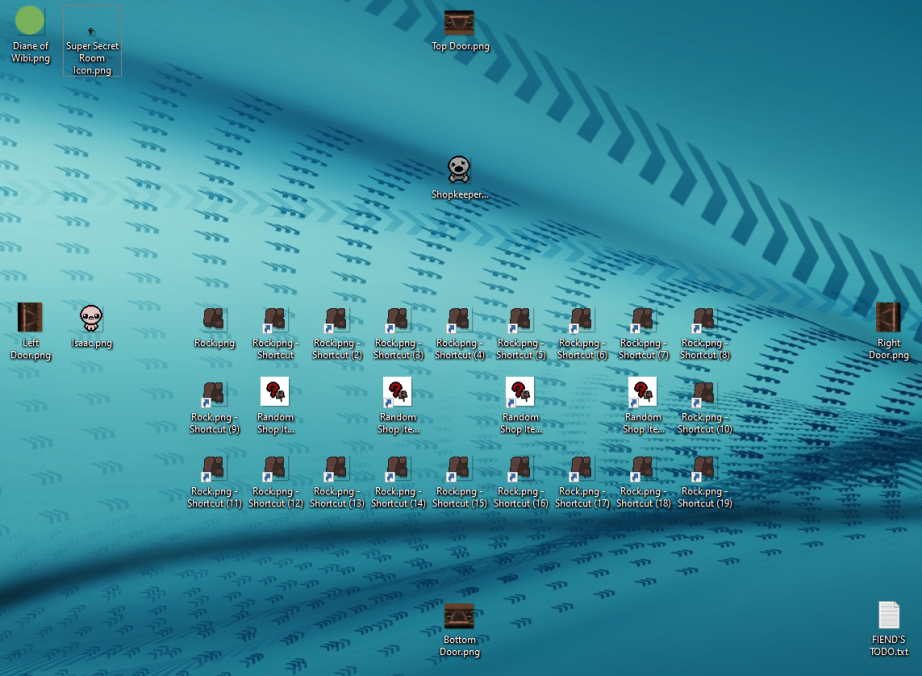 Diane of
Wibi.png
Super Secret
Room
Icon.png
Top Door.png
Shopkeeper...
Left
Door.png
Isaac.png
Rock.png
Rock.png -
Shortcut
Rock.png -
Shortcut (2)
Rock.png -
Shortcut (3)
Rock.png -
Shortcut (4)
Rock.png -
Shortcut (5)
Rock.png -
Shortcut (6)
Rock.png -
Shortcut (7)
Rock.png -
Shortcut (8)
Right
Door.png
Rock.png -
Shortcut (9)
Random
Shop It...
Random
Shop Ite...
Random
Shop Ite...
Random
Shop Ite...
Rock.png -
Shortcut (10)
Rock.png -
Shortcut (11)
Rock.png -
Shortcut (12)
Rock.png -
Shortcut (13)
Rock.png -
Shortcut (14)
Rock.png -
Shortcut (15)
Rock.png -
Shortcut (16)
Rock.png -
Shortcut (17)
Rock.png -
Shortcut (18)
Rock.png -
Shortcut (19)
Bottom
Door.png
FIEND'S
TODO.txt